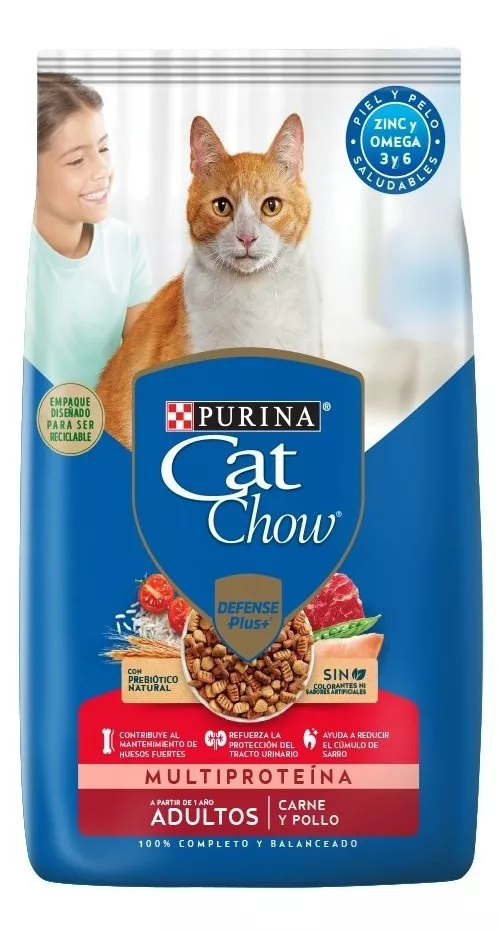 PIEL Y PELO
ZINC y
OMEGA
3 y 6
SALUDABLES
EMPAQUE
DISEÑADO
PARA SER
RECICLABLE
PURINA®
Cat
Chow®
DEFENSE
Plus+
CON
PREBIÓTICO
NATURAL
SIN
COLORANTES NI
SABORES ARTIFICIALES
CONTRIBUYE AL
MANTENIMIENTO DE
HUESOS FUERTES
REFUERZA LA
PROTECCIÓN DEL
TRACTO URINARIO
AYUDA A REDUCIR
EL CÚMULO DE
SARRO
MULTIPROTEÍNA
A PARTIR DE 1 AÑO
ADULTOS
CARNE
Y POLLO
100% COMPLETO Y BALANCEADO